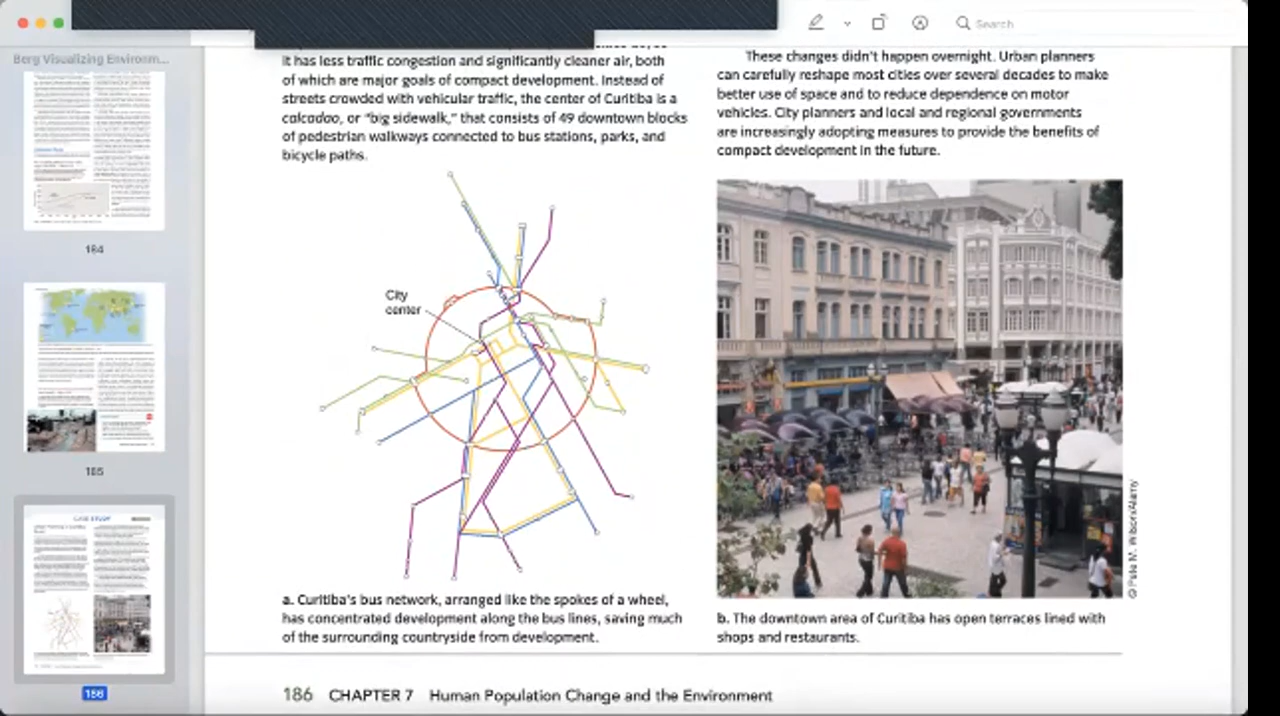 Search
Berg Visualizing Environm...
184
185
186
it has less traffic congestion and significantly cleaner air, both
of which are major goals of compact development. Instead of
streets crowded with vehicular traffic, the center of Curitiba is a
calcadao, or "big sidewalk," that consists of 49 downtown blocks
of pedestrian walkways connected to bus stations, parks, and
bicycle paths.
City
center
a. Curitiba's bus network, arranged like the spokes of a wheel,
has concentrated development along the bus lines, saving much
of the surrounding countryside from development.
These changes didn't happen overnight. Urban planners
can carefully reshape most cities over several decades to make
better use of space and to reduce dependence on motor
vehicles. City planners and local and regional governments
are increasingly adopting measures to provide the benefits of
compact development in the future.
© Pete M. Wilson/Alamy
b. The downtown area of Curitiba has open terraces lined with
shops and restaurants.
186 CHAPTER 7 Human Population Change and the Environment